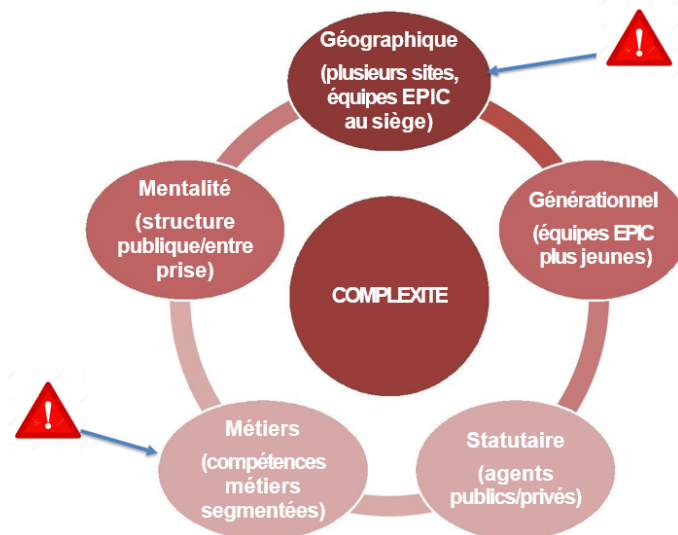 !
Géographique
(plusieurs sites,
équipes EPIC
au siège)
Mentalité
(structure
publique/entre
prise)
Générationnel
(équipes EPIC
plus jeunes)
COMPLEXITE
!
Métiers
(compétences
métiers
segmentées)
Statutaire
(agents
publics/privés)